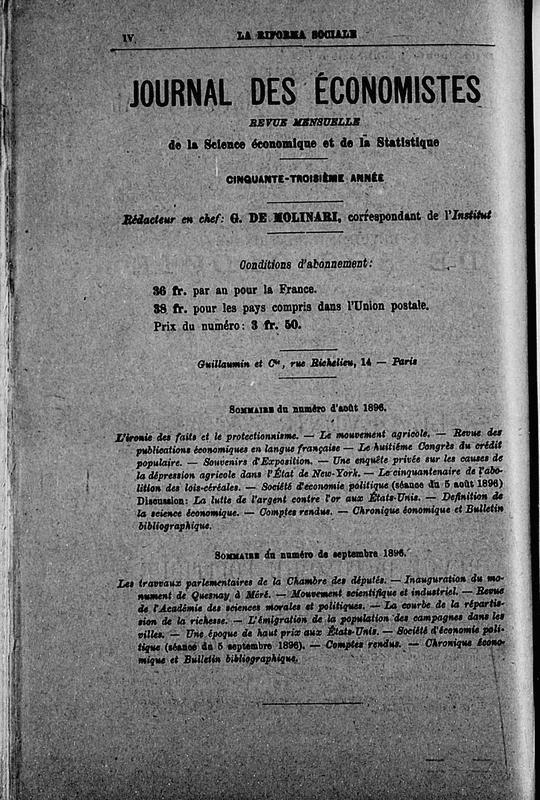 IV
LA RIFORMA SOCIALE
JOURNAL DES ÉCONOMISTES
REVUE MENSUELLE
de la Science économique et de la Statistique
CINQUANTE-TROISIÈME ANNÉE
Rédacteur en chef: G. DE MOLINARI, correspondant de l'Institut
Conditions d'abonnement:
36 fr. par an pour la France.
38 fr. pour les pays compris dans l'Union postale.
Prix du numéro: 3 fr. 50.
Guillaumin et Cie, rue Richelieu, 14 — Paris
SOMMAIRE du numéro d'août 1896.
L'ironie des faits et le protectionnisme. — Le mouvement agricole. — Revue des
publications économiques en langue française — Le huitième Congrès du crédit
populaire. — Souvenirs d'Exposition. — Une enquête privée sur les causes de
la dépression agricole dans l'État de New-York. — Le cinquantenaire de l'abo-
lition des lois-céréales. — Société d'economie politique (séance du 5 août 1896)
Discussion: La lutte de l'argent contre l'or aux États-Unis. — Definition de
la science économique. — Comptes rendus. — Chronique éonomique et Bulletin
bibliographique.
SOMMAIRE du numéro de septembre 1896.
Les travvaux parlementaires de la Chambre des députés. — Inauguration du mo-
nument de Quesnay à Méré. — Mouvement scientifique et industriel. — Revue
de l'Académie des sciences morales et politiques. — La courbe de la réparti-
sion de la richesse. — L'émigration de la population des campagnes dans les
villes. — Une époque de haut prix aux États-Unis. — Société d'économie poli-
tique (séance du 5 septembre 1896). — Comptes rendus. — Chronique écono-
mique et Bulletin bibliographique.